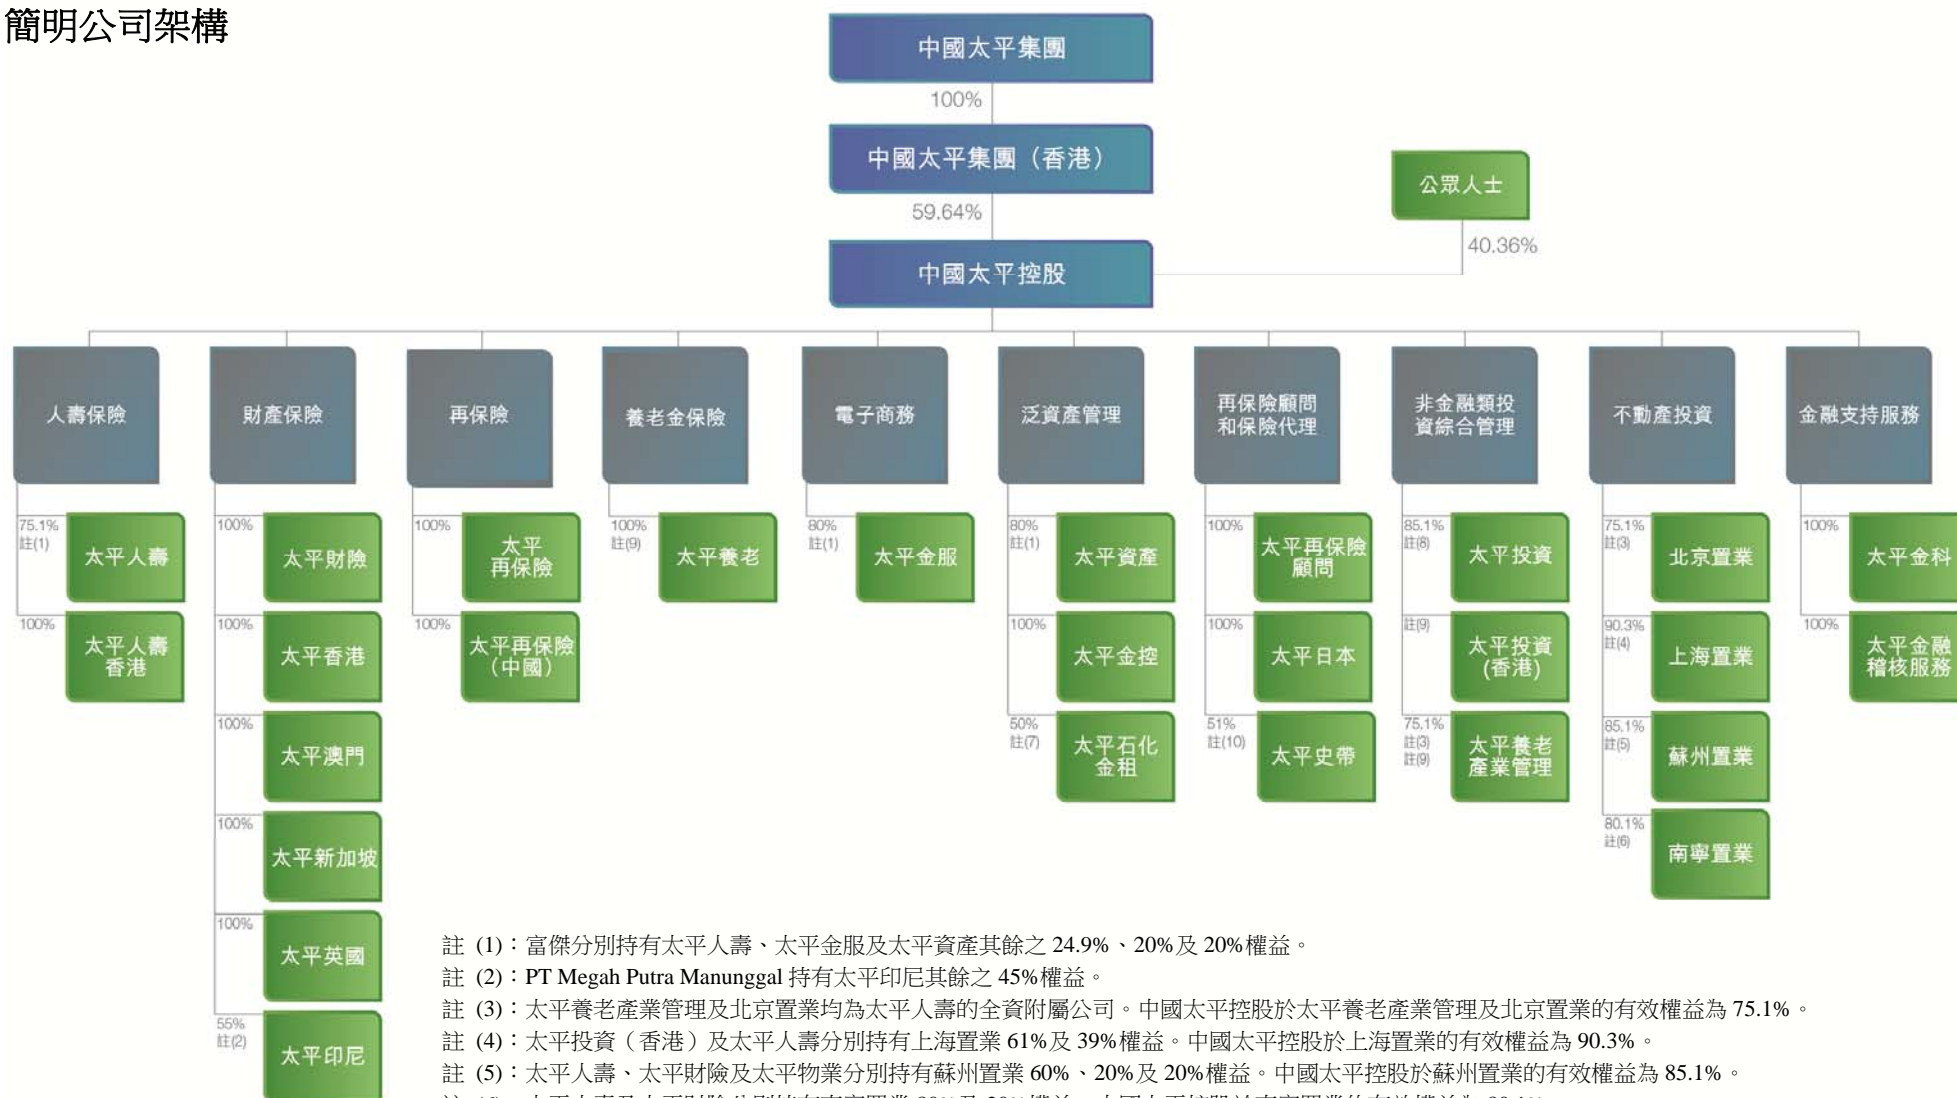 簡明公司架構
中國太平集團
100%
中國太平集團（香港）
59.64%
公眾人士
40.36%
中國太平控股
人壽保險
財產保險
再保險
養老金保險
電子商務
泛資產管理
再保險顧問
和保險代理
非金融類投
資綜合管理
不動產投資
金融支持服務
75.1%
註(1)
太平人壽
100%
太平人壽
香港
100%
太平財險
100%
太平香港
100%
太平澳門
100%
太平新加坡
100%
太平英國
55%
註(2)
太平印尼
100%
太平
再保險
100%
太平再保險
（中國）
100%
註(9)
太平養老
80%
註(1)
太平金服
80%
註(1)
太平資產
100%
太平金控
50%
註(7)
太平石化
金租
100%
太平再保險
顧問
100%
太平日本
51%
註(10)
太平史帶
85.1%
註(8)
太平投資
註(9)
太平投資
(香港)
75.1%
註(3)
註(9)
太平養老
產業管理
75.1%
註(3)
北京置業
90.3%
註(4)
上海置業
85.1%
註(5)
蘇州置業
80.1%
註(6)
南寧置業
100%
太平金科
100%
太平金融
稽核服務
註 (1)：富傑分別持有太平人壽、太平金服及太平資產其餘之 24.9%、20%及 20%權益。
註 (2)：PT Megah Putra Manunggal 持有太平印尼其餘之 45%權益。
註 (3)：太平養老產業管理及北京置業均為太平人壽的全資附屬公司。中國太平控股於太平養老產業管理及北京置業的有效權益為 75.1%。
註 (4)：太平投資（香港）及太平人壽分別持有上海置業 61%及 39%權益。中國太平控股於上海置業的有效權益為 90.3%。
註 (5)：太平人壽、太平財險及太平物業分別持有蘇州置業 60%、20%及 20%權益。中國太平控股於蘇州置業的有效權益為 85.1%。